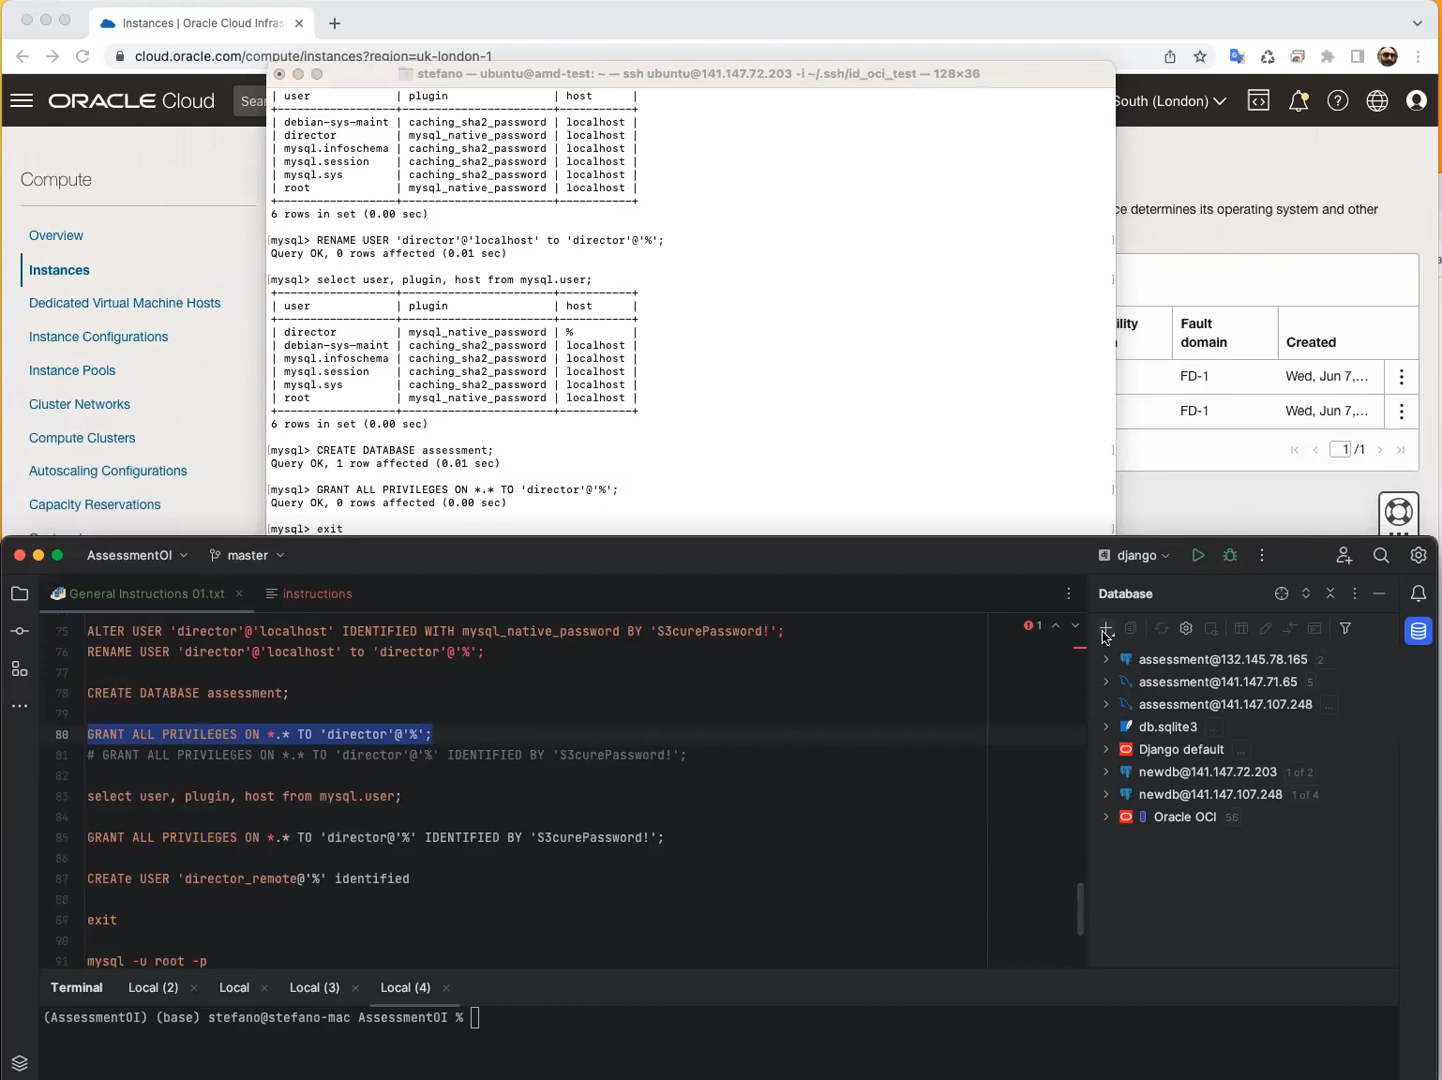 Instances | Oracle Cloud Infras
cloud.oracle.com/compute/instances?region=uk-london-1
stefano — ubuntu@amd-test: ~ — ssh ubuntu@141.147.72.203 -i ~/.ssh/id_oci_test — 128×36
ORACLE Cloud
Sear
South (London)
| user | plugin | host |
+------------------+-----------------------+-----------+
| debian-sys-maint | caching_sha2_password | localhost |
| director | mysql_native_password | localhost |
| mysql.infoschema | caching_sha2_password | localhost |
| mysql.session | caching_sha2_password | localhost |
| mysql.sys | caching_sha2_password | localhost |
| root | mysql_native_password | localhost |
+------------------+-----------------------+-----------+
6 rows in set (0.00 sec)
[mysql> RENAME USER 'director'@'localhost' to 'director'@'%'; ]
Query OK, 0 rows affected (0.01 sec)
[mysql> select user, plugin, host from mysql.user; ]
+------------------+-----------------------+-----------+
| user | plugin | host |
+------------------+-----------------------+-----------+
| director | mysql_native_password | % |
| debian-sys-maint | caching_sha2_password | localhost |
| mysql.infoschema | caching_sha2_password | localhost |
| mysql.session | caching_sha2_password | localhost |
| mysql.sys | caching_sha2_password | localhost |
| root | mysql_native_password | localhost |
+------------------+-----------------------+-----------+
6 rows in set (0.00 sec)
[mysql> CREATE DATABASE assessment; ]
Query OK, 1 row affected (0.01 sec)
[mysql> GRANT ALL PRIVILEGES ON *.* TO 'director'@'%'; ]
Query OK, 0 rows affected (0.00 sec)
[mysql> exit
Compute
Overview
Instances
Dedicated Virtual Machine Hosts
Instance Configurations
Instance Pools
Cluster Networks
Compute Clusters
Autoscaling Configurations
Capacity Reservations
ce determines its operating system and other
ility
Fault domain
Created
FD-1 Wed, Jun 7,...
FD-1 Wed, Jun 7,...
1 /1
AssessmentOI
master
django
General Instructions 01.txt
instructions
Database
1
75 ALTER USER 'director'@'localhost' IDENTIFIED WITH mysql_native_password BY 'S3curePassword!';
76 RENAME USER 'director'@'localhost' to 'director'@'%';
77
78 CREATE DATABASE assessment;
79
80 GRANT ALL PRIVILEGES ON *.* TO 'director'@'%';
81 # GRANT ALL PRIVILEGES ON *.* TO 'director'@'%' IDENTIFIED BY 'S3curePassword!';
82
83 select user, plugin, host from mysql.user;
84
85 GRANT ALL PRIVILEGES ON *.* TO 'director@'%' IDENTIFIED BY 'S3curePassword!';
86
87 CREATe USER 'director_remote@'%' identified
88
89 exit
90
91 mysql -u root -p
assessment@132.145.78.165 2
assessment@141.147.71.65 5
assessment@141.147.107.248 ...
db.sqlite3 ...
Django default ...
newdb@141.147.72.203 1 of 2
newdb@141.147.107.248 1 of 4
Oracle OCI 56
Terminal
Local (2)
Local
Local (3)
Local (4)
(AssessmentOI) (base) stefano@stefano-mac AssessmentOI %